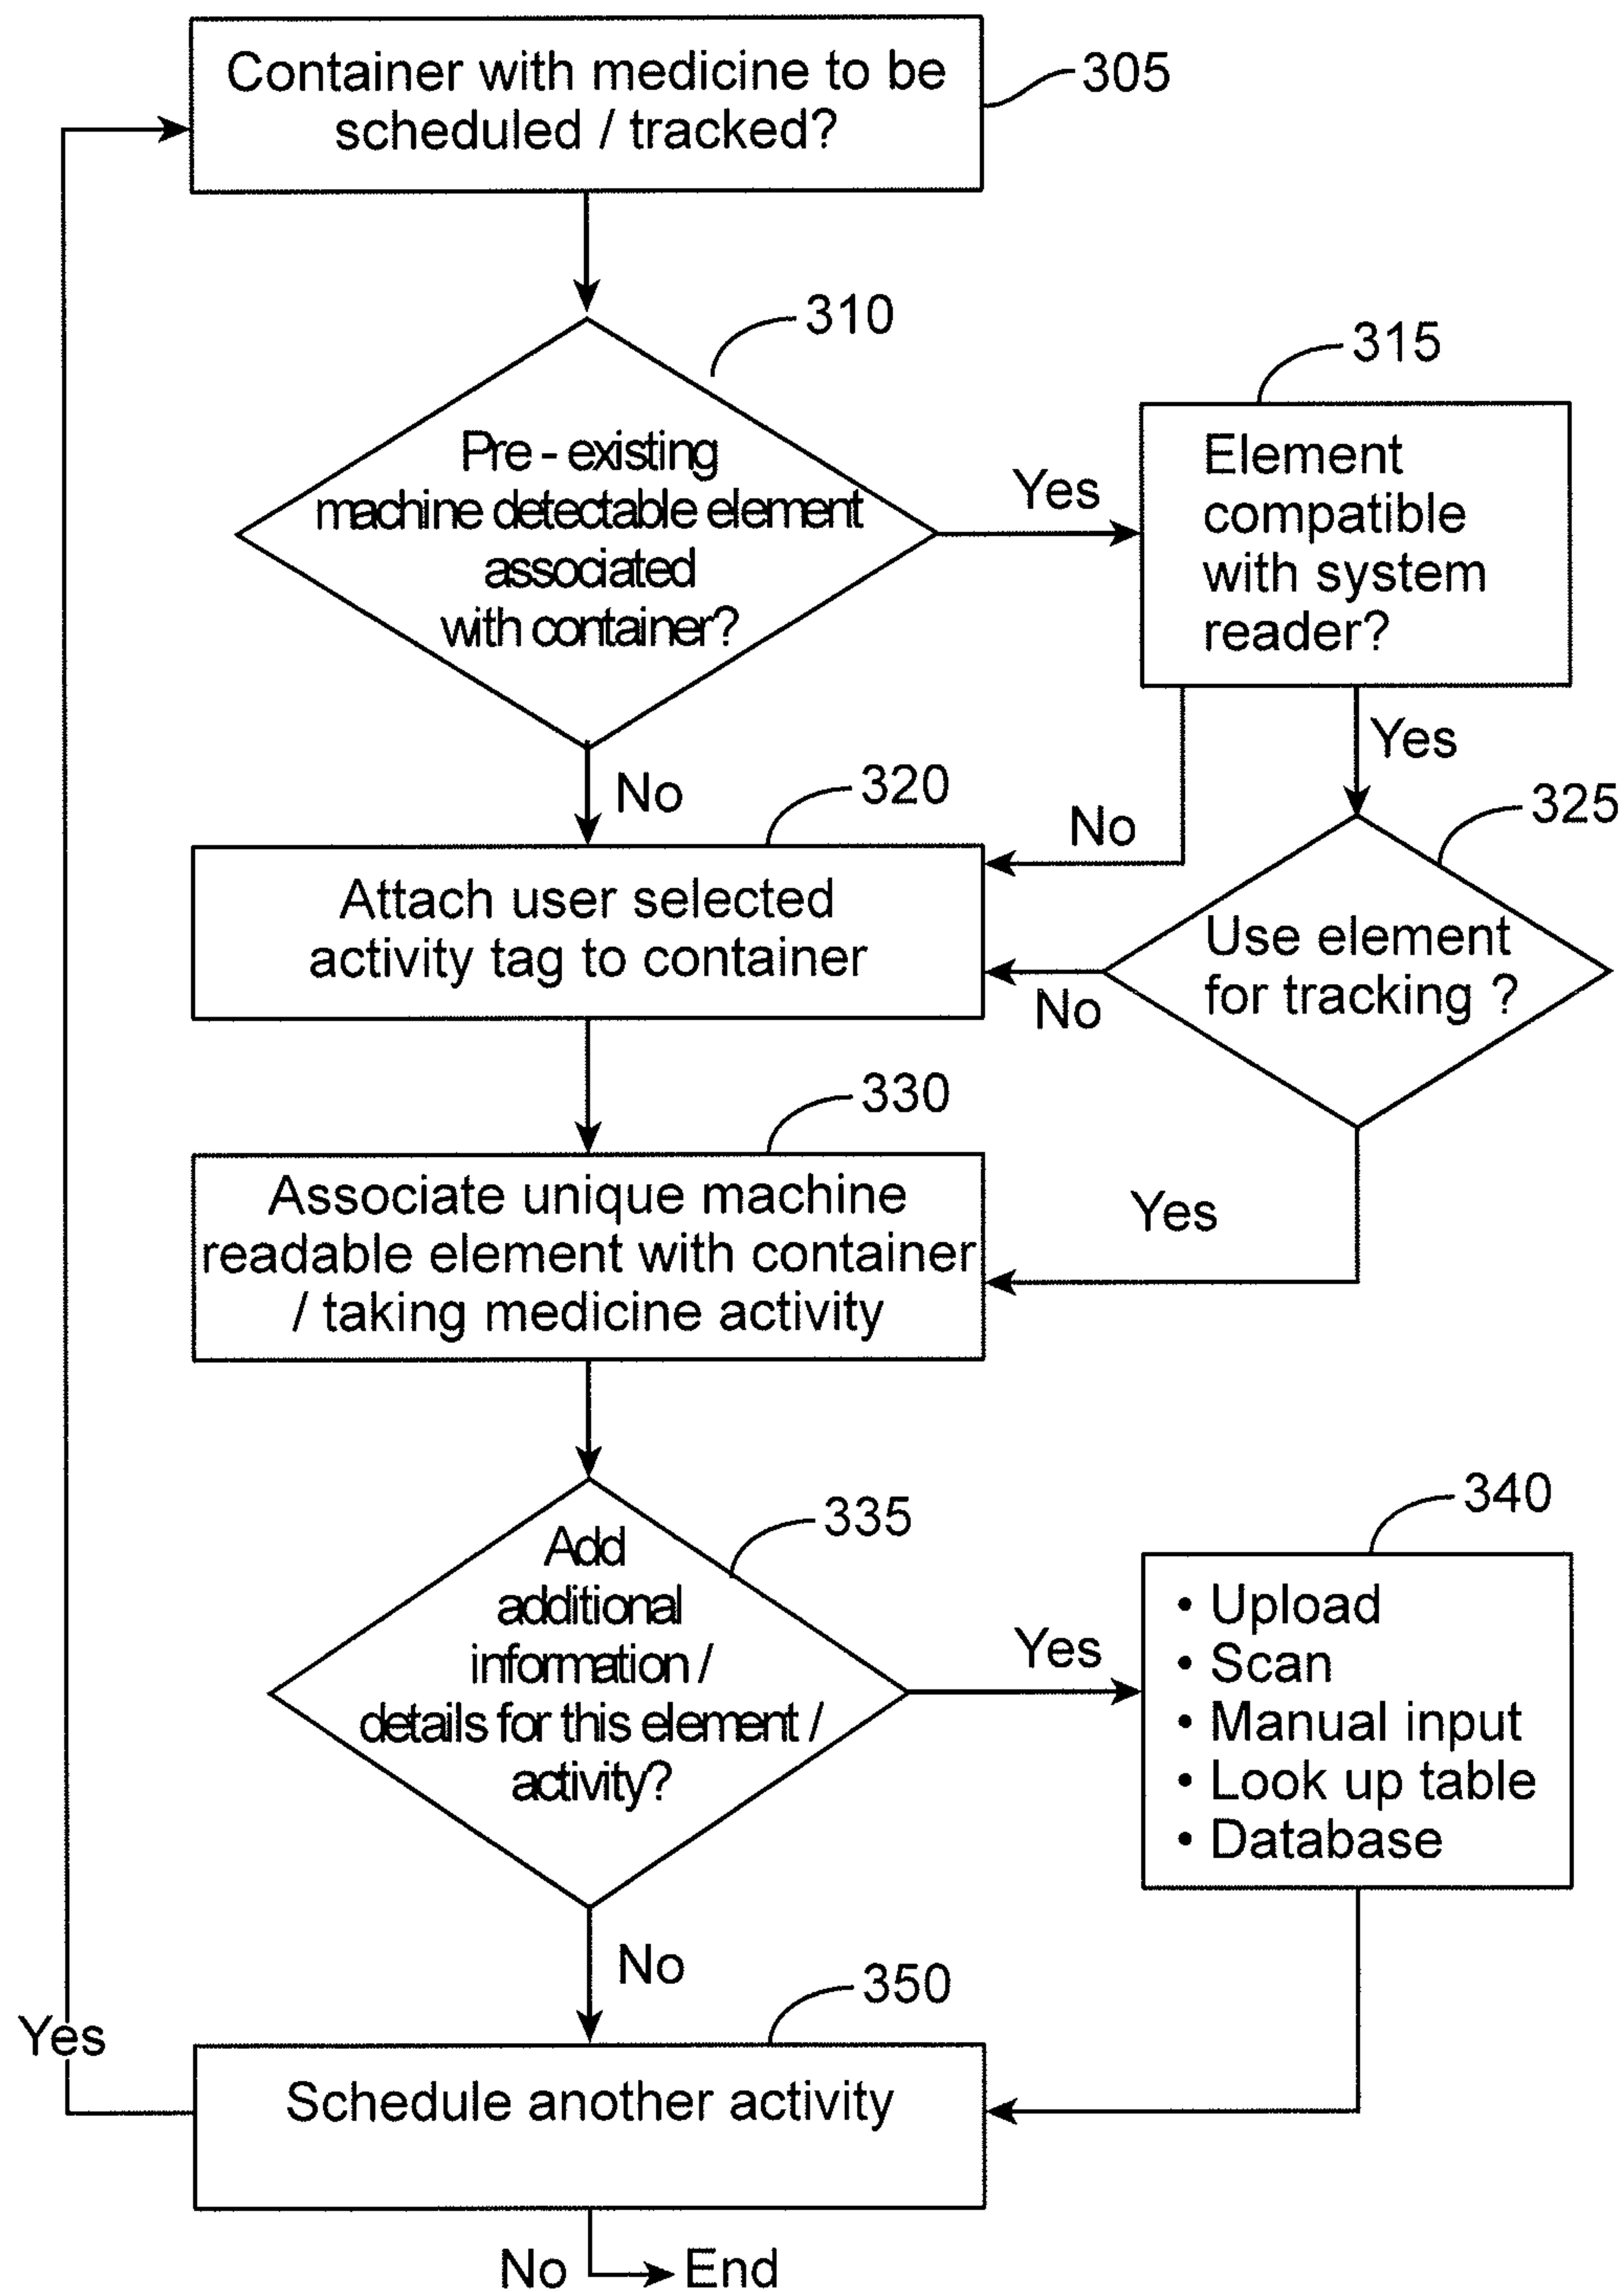 Container with medicine to be
scheduled / tracked?
305
310
Pre - existing
machine detectable element
associated
with container?
Yes
315
Element
compatible
with system
reader?
Yes
No
No
320
325
Attach user selected
activity tag to container
Use element
for tracking ?
No
330
Associate unique machine
readable element with container
/ taking medicine activity
Yes
335
Add
additional
information /
details for this element /
activity?
Yes
340
• Upload
• Scan
• Manual input
• Look up table
• Database
No
350
Yes
Schedule another activity
No
End